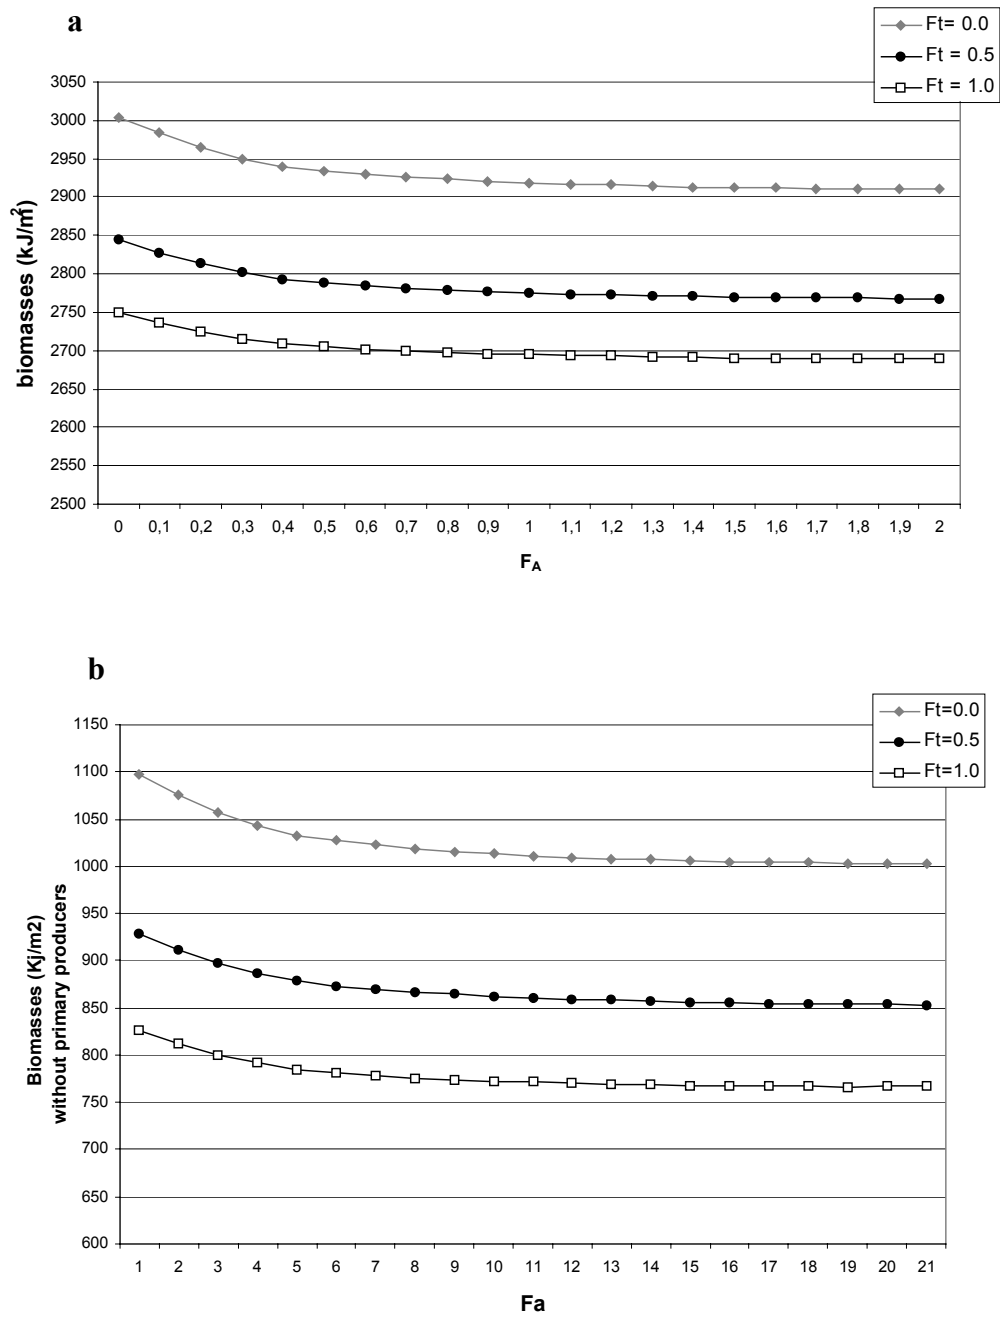 a
Ft= 0.0
Ft = 0.5
Ft = 1.0
3050
3000
2950
2900
2850
2800
2750
2700
2650
2600
2550
2500
biomasses (kJ/m2)
0 0,1 0,2 0,3 0,4 0,5 0,6 0,7 0,8 0,9 1 1,1 1,2 1,3 1,4 1,5 1,6 1,7 1,8 1,9 2
FA
b
Ft=0.0
Ft=0.5
Ft=1.0
1150
1100
1050
1000
950
900
850
800
750
700
650
600
Biomasses (Kj/m2)
without primary producers
1 2 3 4 5 6 7 8 9 10 11 12 13 14 15 16 17 18 19 20 21
Fa